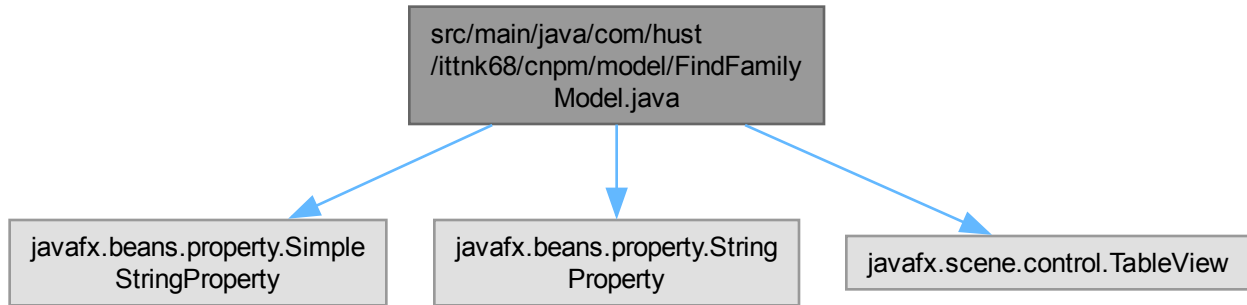 src/main/java/com/hust
/ittnk68/cnpm/model/FindFamily
Model.java
javafx.beans.property.Simple
StringProperty
javafx.beans.property.String
Property
javafx.scene.control.TableView